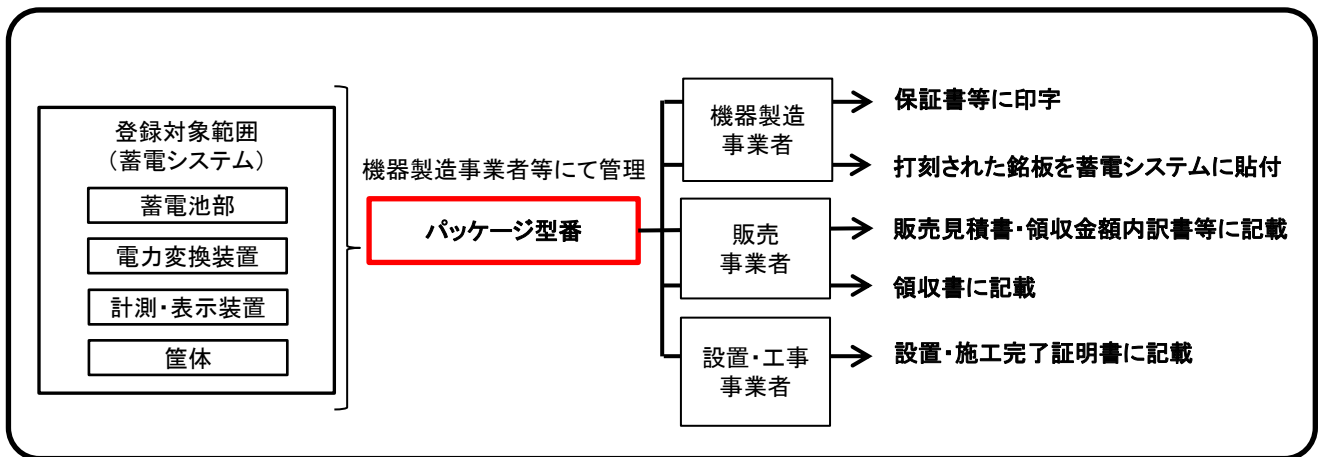 登録対象範囲
（蓄電システム）
蓄電池部
電力変換装置
計測・表示装置
筐体
機器製造事業者等にて管理
パッケージ型番
機器製造
事業者
保証書等に印字
打刻された銘板を蓄電システムに貼付
販売
事業者
販売見積書・領収金額内訳書等に記載
領収書に記載
設置・工事
事業者
設置・施工完了証明書に記載